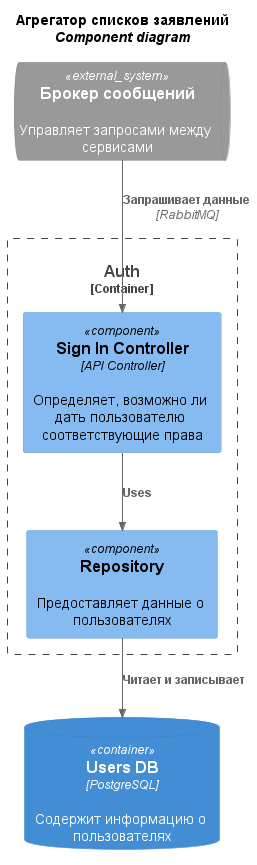 Агрегатор списков заявлений
Component diagram
«external_system»
Брокер сообщений
Управляет запросами между
сервисами
Запрашивает данные
[RabbitMQ]
Auth
[Container]
«component»
Sign In Controller
[API Controller]
Определяет, возможно ли
дать пользователю
соответствующие права
Uses
«component»
Repository
Предоставляет данные о
пользователях
Читает и записывает
«container»
Users DB
[PostgreSQL]
Содержит информацию о
пользователях